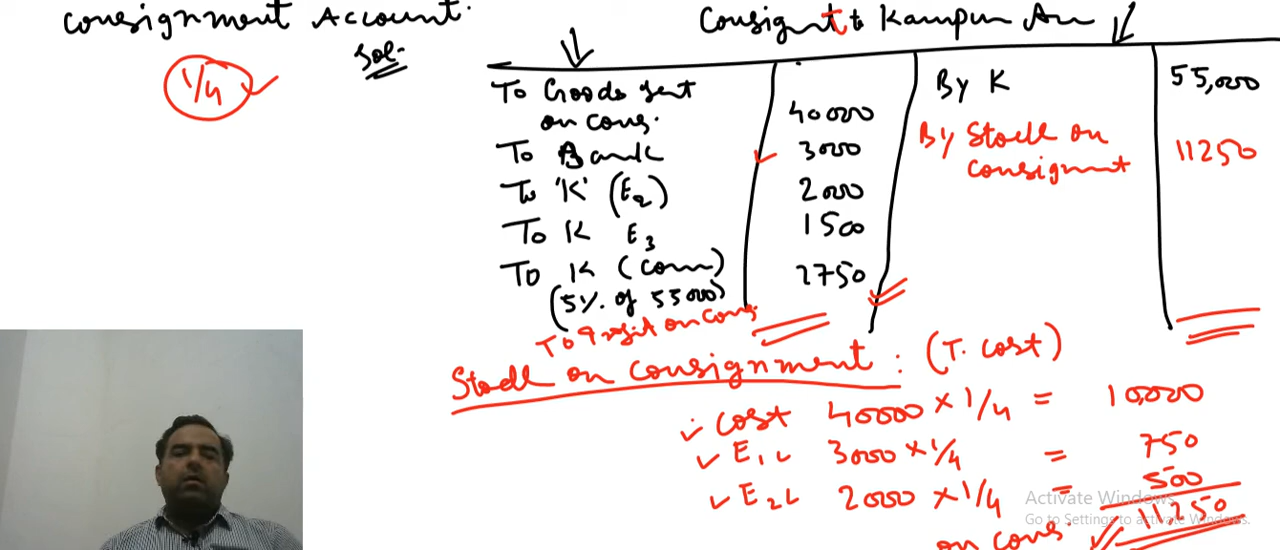 Consignment Account.
Sol-
1/4
Consignt to Kanpur A/c
To Goods sent on cons. 40000
To Bank 3000
To 'K' (E2) 2000
To K E3 1500
To K (Comm) 2750
(5% of 55000)
To Profit on Cons.
By K 55,000
By Stock on consignmt 11250
Stock on consignment : (T. cost)
Cost 40000 × 1/4 = 10,000
E1 3000 × 1/4 = 750
E2 2000 × 1/4 = 500
11250
on cons.
Activate Windows
Go to Settings to activate Windows.